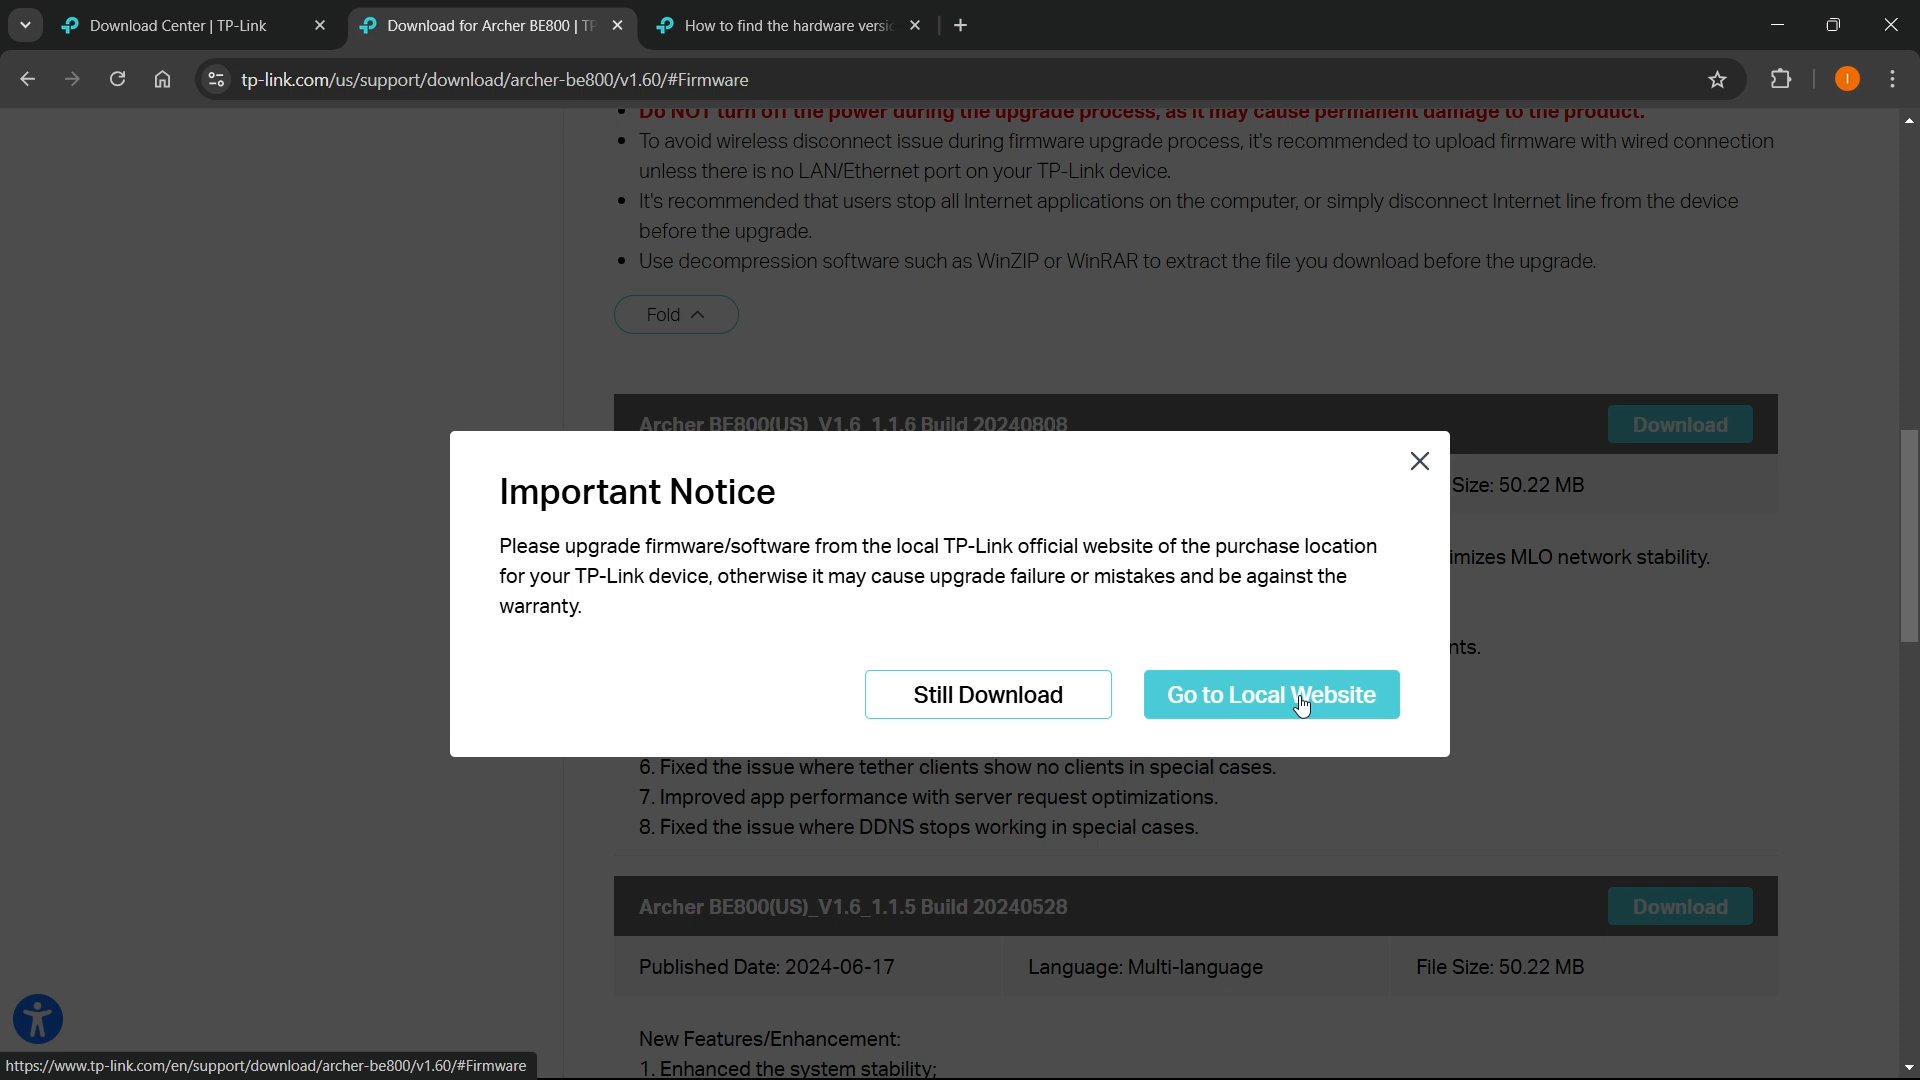 Download Center | TP-Link
Download for Archer BE800 | TP
How to find the hardware versi
tp-link.com/us/support/download/archer-be800/v1.60/#Firmware
I
Do NOT turn off the power during the upgrade process, as it may cause permanent damage to the product.
To avoid wireless disconnect issue during firmware upgrade process, it's recommended to upload firmware with wired connection
unless there is no LAN/Ethernet port on your TP-Link device.
It's recommended that users stop all Internet applications on the computer, or simply disconnect Internet line from the device
before the upgrade.
Use decompression software such as WinZIP or WinRAR to extract the file you download before the upgrade.
Fold
Archer BE800(US)_V1.6_1.1.6 Build 20240808
Download
Size: 50.22 MB
imizes MLO network stability.
nts.
Important Notice
Please upgrade firmware/software from the local TP-Link official website of the purchase location
for your TP-Link device, otherwise it may cause upgrade failure or mistakes and be against the
warranty.
Still Download
Go to Local Website
6. Fixed the issue where tether clients show no clients in special cases.
7. Improved app performance with server request optimizations.
8. Fixed the issue where DDNS stops working in special cases.
Archer BE800(US)_V1.6_1.1.5 Build 20240528
Download
Published Date: 2024-06-17
Language: Multi-language
File Size: 50.22 MB
New Features/Enhancement:
1. Enhanced the system stability;
https://www.tp-link.com/en/support/download/archer-be800/v1.60/#Firmware